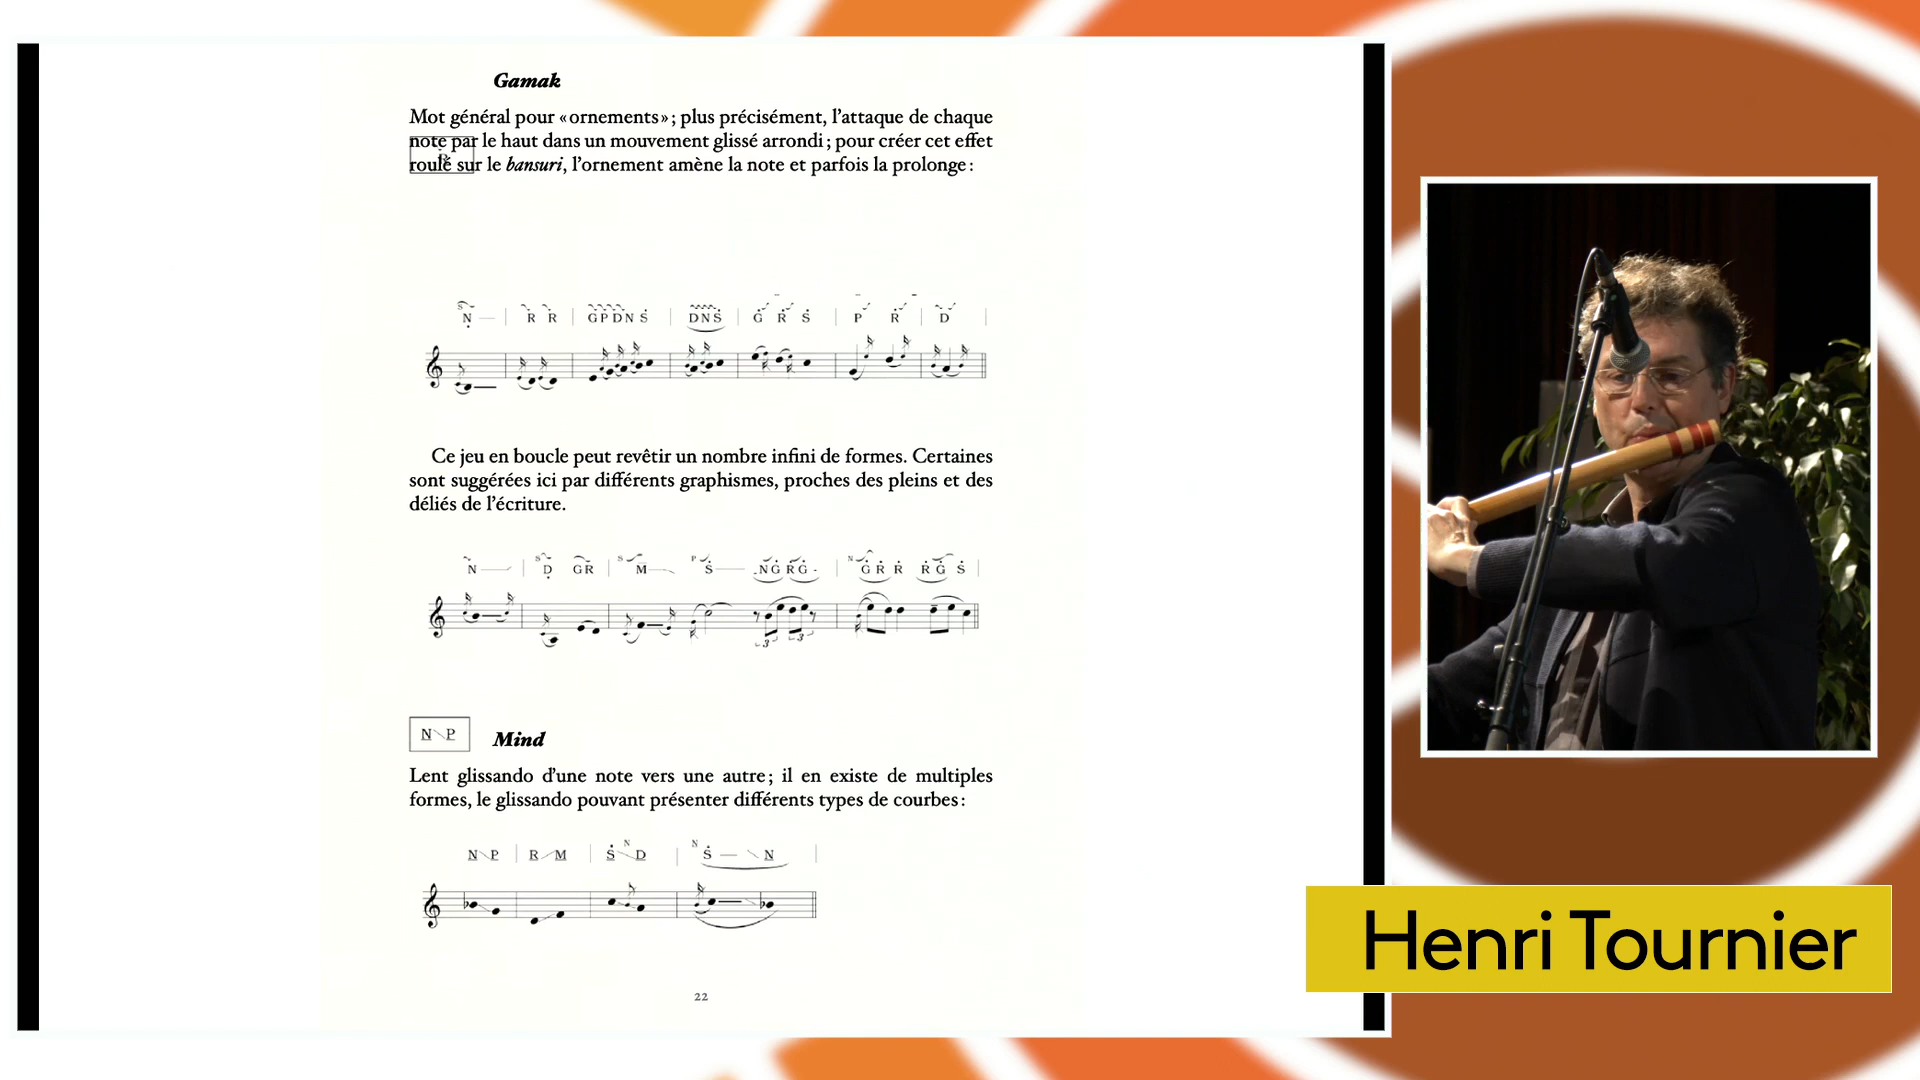 Gamak
Mot général pour « ornements » ; plus précisément, l’attaque de chaque
note par le haut dans un mouvement glissé arrondi ; pour créer cet effet
roulé sur le bansuri, l’ornement amène la note et parfois la prolonge :
S N — | R R | G P D N S | D N S | G R S | P R | D |
Ce jeu en boucle peut revêtir un nombre infini de formes. Certaines
sont suggérées ici par différents graphismes, proches des pleins et des
déliés de l’écriture.
N — | S D G R | S M — P S — - N G R G - | N G R R R G S |
3 3
N P Mind
Lent glissando d’une note vers une autre ; il en existe de multiples
formes, le glissando pouvant présenter différents types de courbes :
N P | R M | S N D | N S — N |
22
Henri Tournier